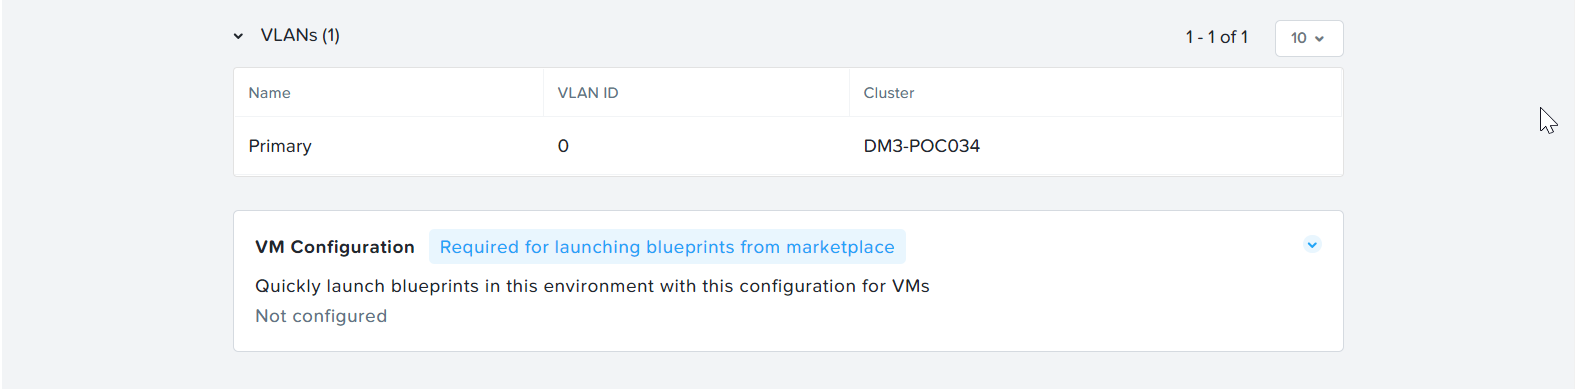 VLANs (1)
1 - 1 of 1
10
Name VLAN ID Cluster
Primary 0 DM3-POC034
VM Configuration Required for launching blueprints from marketplace
Quickly launch blueprints in this environment with this configuration for VMs
Not configured